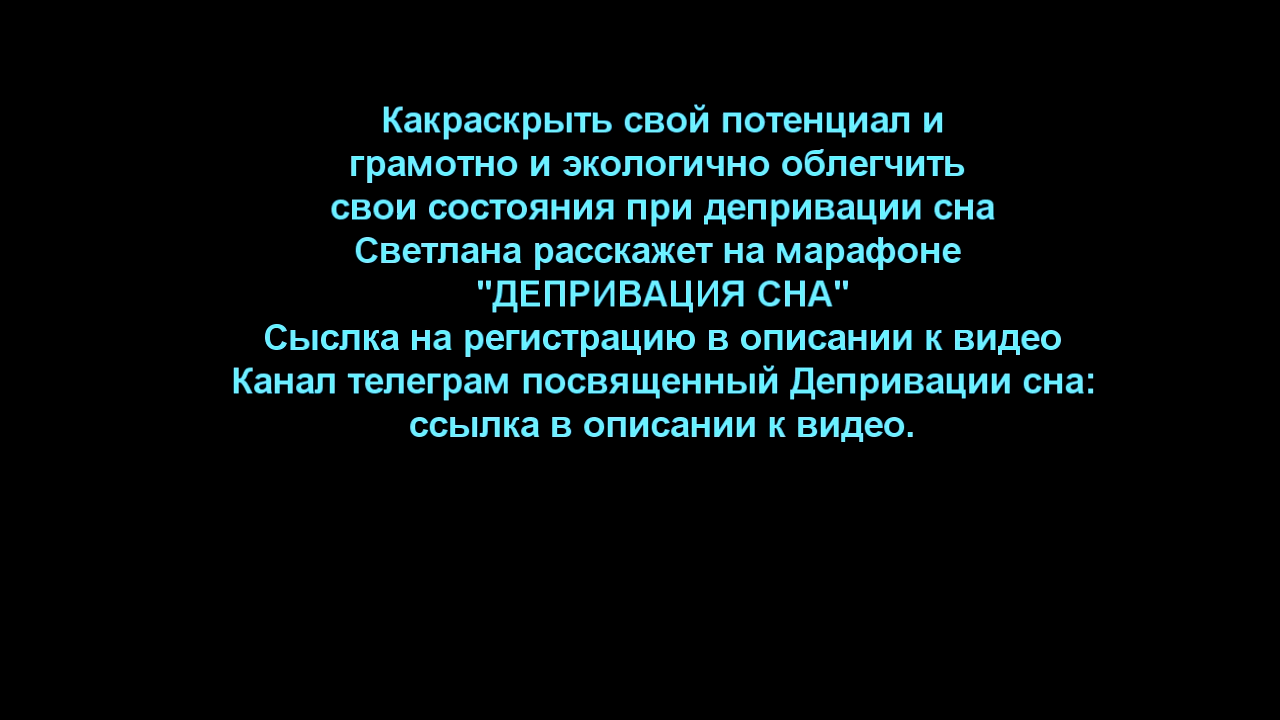 Какраскрыть свой потенциал и
грамотно и экологично облегчить
свои состояния при депривации сна
Светлана расскажет на марафоне
"ДЕПРИВАЦИЯ СНА"
Сыслка на регистрацию в описании к видео
Канал телеграм посвященный Депривации сна:
ссылка в описании к видео.